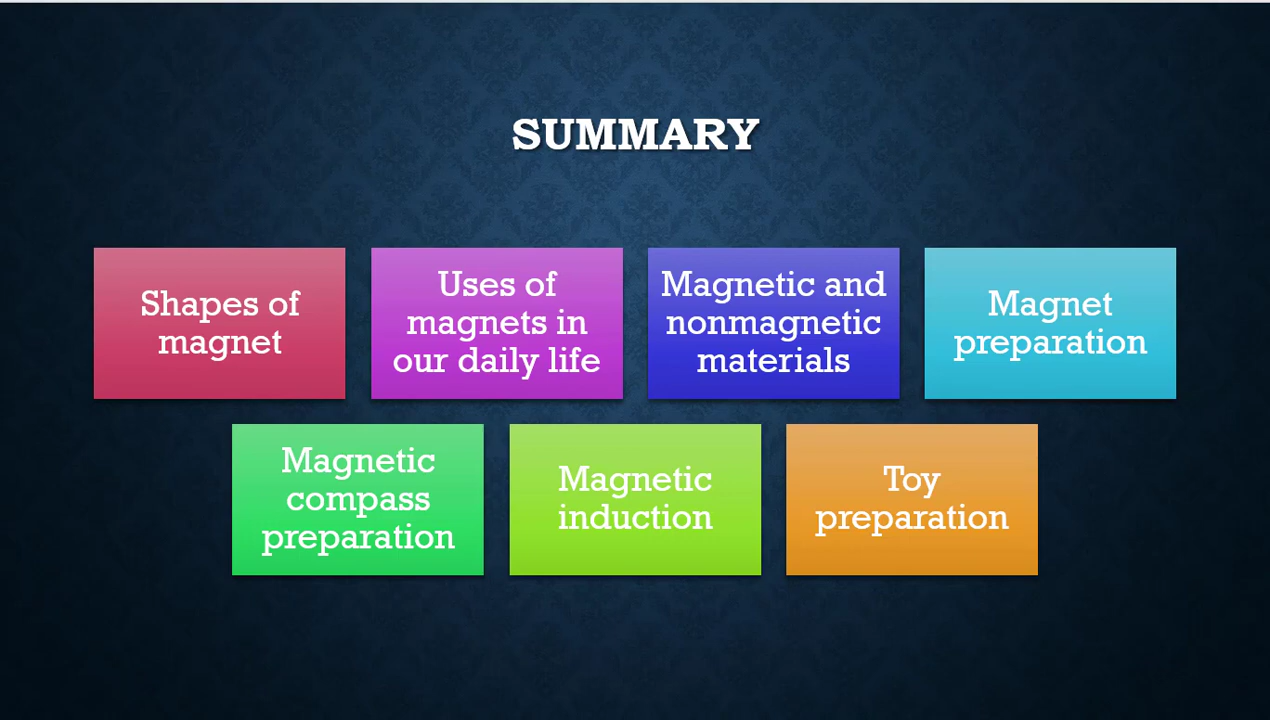 SUMMARY
Shapes of
magnet
Uses of
magnets in
our daily life
Magnetic and
nonmagnetic
materials
Magnet
preparation
Magnetic
compass
preparation
Magnetic
induction
Toy
preparation